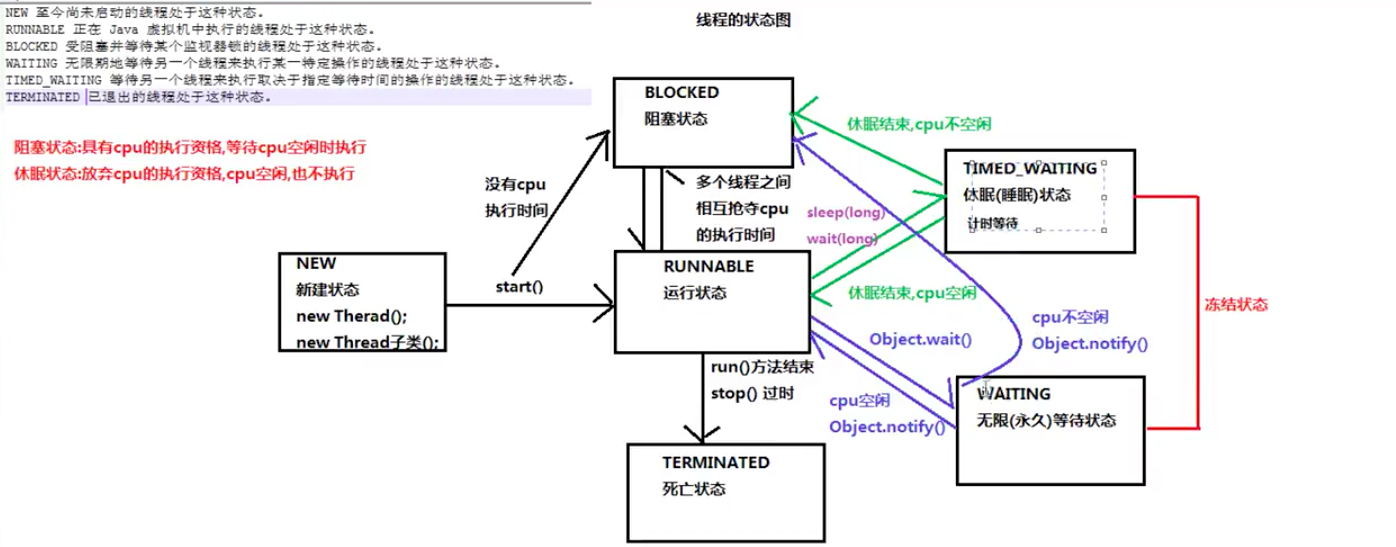 NEW 至今尚未启动的线程处于这种状态。
RUNNABLE 正在 Java 虚拟机中执行的线程处于这种状态。
BLOCKED 受阻塞并等待某个监视器锁的线程处于这种状态。
WAITING 无限期地等待另一个线程来执行某一特定操作的线程处于这种状态。
TIMED_WAITING 等待另一个线程来执行取决于指定等待时间的操作的线程处于这种状态。
TERMINATED 已退出的线程处于这种状态。
线程的状态图
阻塞状态:具有cpu的执行资格,等待cpu空闲时执行
休眠状态:放弃cpu的执行资格,cpu空闲,也不执行
BLOCKED
阻塞状态
休眠结束,cpu不空闲
TIMED_WAITING
休眠(睡眠)状态
计时等待
没有cpu
执行时间
多个线程之间
相互抢夺cpu
的执行时间
sleep(long)
wait(long)
NEW
新建状态
new Therad();
new Thread子类();
start()
RUNNABLE
运行状态
休眠结束,cpu空闲
冻结状态
cpu不空闲
Object.notify()
Object.wait()
run()方法结束
stop() 过时
cpu空闲
Object.notify()
WAITING
无限(永久)等待状态
TERMINATED
死亡状态